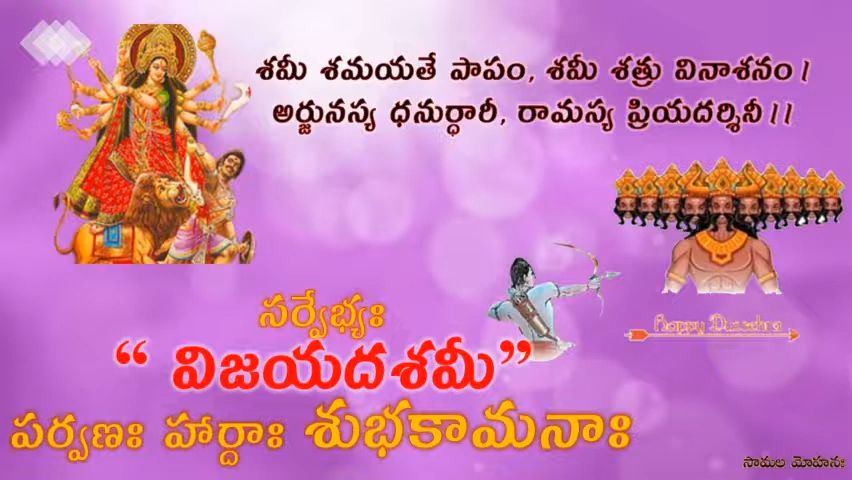 శమీ శమయతే పాపం, శమీ శత్రు వినాశనం।
అర్జునస్య ధనుర్ధారీ, రామస్య ప్రియదర్శినీ।।
Happy Dussehra
సర్వేభ్యః
“ విజయదశమీ”
పర్వణః హార్దాః శుభకామనాః
సామల మోహనః